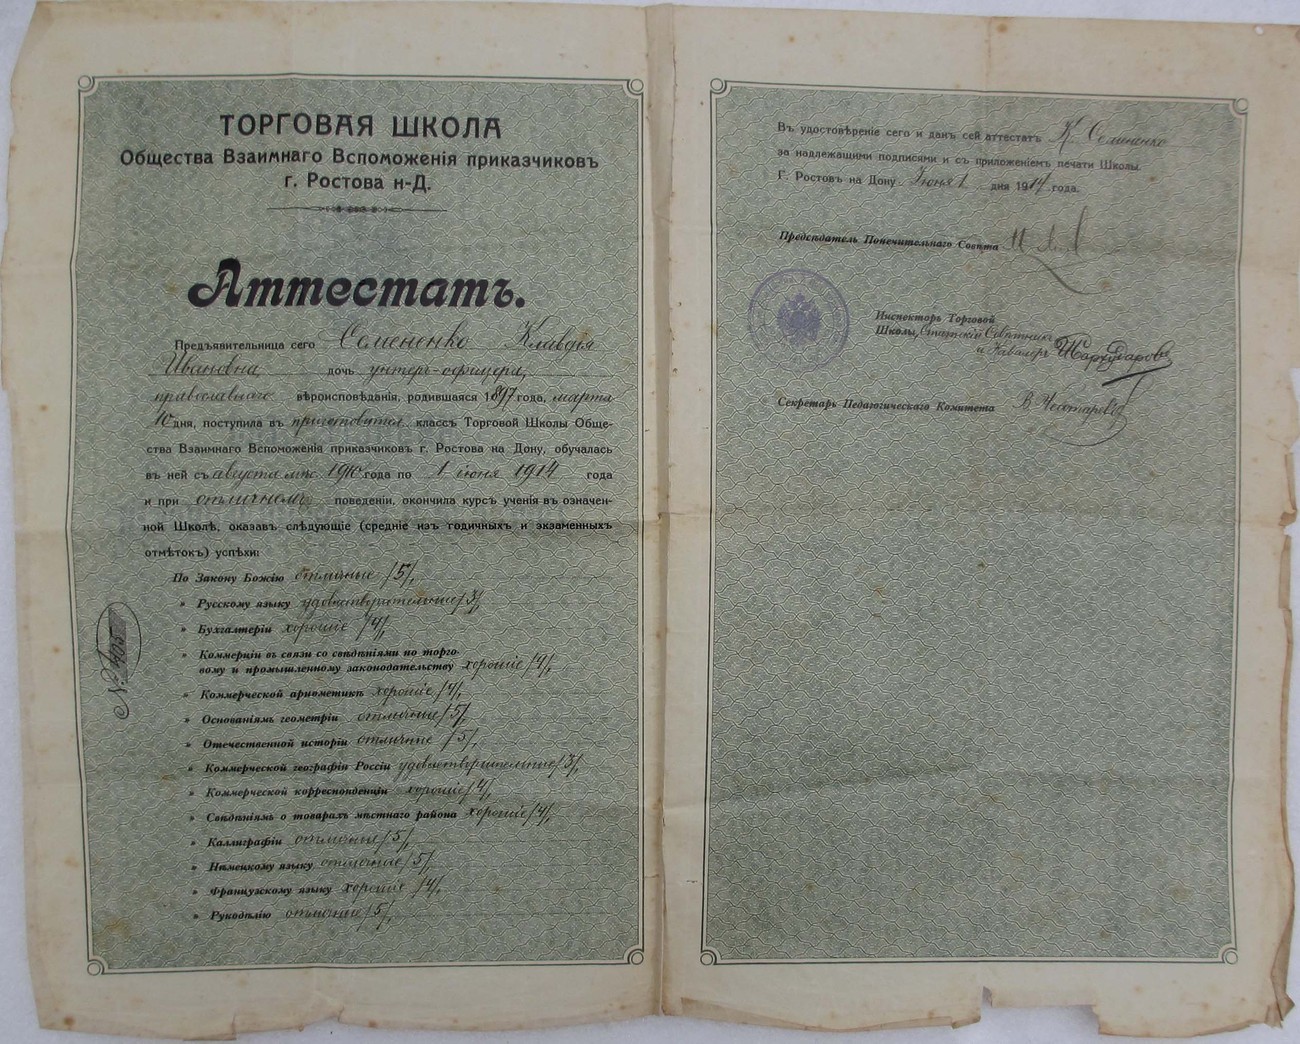 ТОРГОВАЯ ШКОЛА
Общества Взаимнаго Вспоможенія приказчиковъ
г. Ростова н-Д.
Аттестатъ.
Предъявительница сего Семененко Клавдія
Ивановна дочь унтеръ-офицера,
православнаго вѣроисповѣданія, родившаяся 1897 года, марта
10 дня, поступила въ приготовител. классъ Торговой Школы Обще-
ства Взаимнаго Вспоможенія приказчиковъ г. Ростова на Дону, обучалась
въ ней съ августа мѣс. 1910 года по 1 іюня 1914 года
и при отличномъ поведеніи, окончила курсъ ученія въ означен-
ной Школѣ, оказавъ слѣдующіе (средніе изъ годичныхъ и экзаменныхъ
отмѣтокъ) успѣхи:
По Закону Божію отличные /5/,
" Русскому языку удовлетворительные /3/,
" Бухгалтеріи хорошіе /4/,
" Коммерціи въ связи со свѣдѣніями по торго-
вому и промышленному законодательству хорошіе /4/,
" Коммерческой ариѳметикѣ хорошіе /4/,
" Основаніямъ геометріи отличные /5/,
" Отечественной исторіи отличные /5/,
" Коммерческой географіи Россіи удовлетворительные /3/,
" Коммерческой корреспонденціи хорошіе /4/,
" Свѣдѣніямъ о товарахъ мѣстнаго района хорошіе /4/,
" Каллиграфіи отличные /5/,
" Нѣмецкому языку отличные /5/,
" Французскому языку хорошіе /4/,
" Рукодѣлію отличные /5/,
№ 405
Въ удостовѣреніе сего и данъ сей аттестатъ К. Семененко
за надлежащими подписями и съ приложеніемъ печати Школы.
Г. Ростовъ на Дону Іюня 1 дня 1914 года.
Предсѣдатель Попечительнаго Совѣта
Инспекторъ Торговой
Школы, Статскій Совѣтникъ
и Кавалеръ
Секретарь Педагогическаго Комитета В. Чеботаревъ